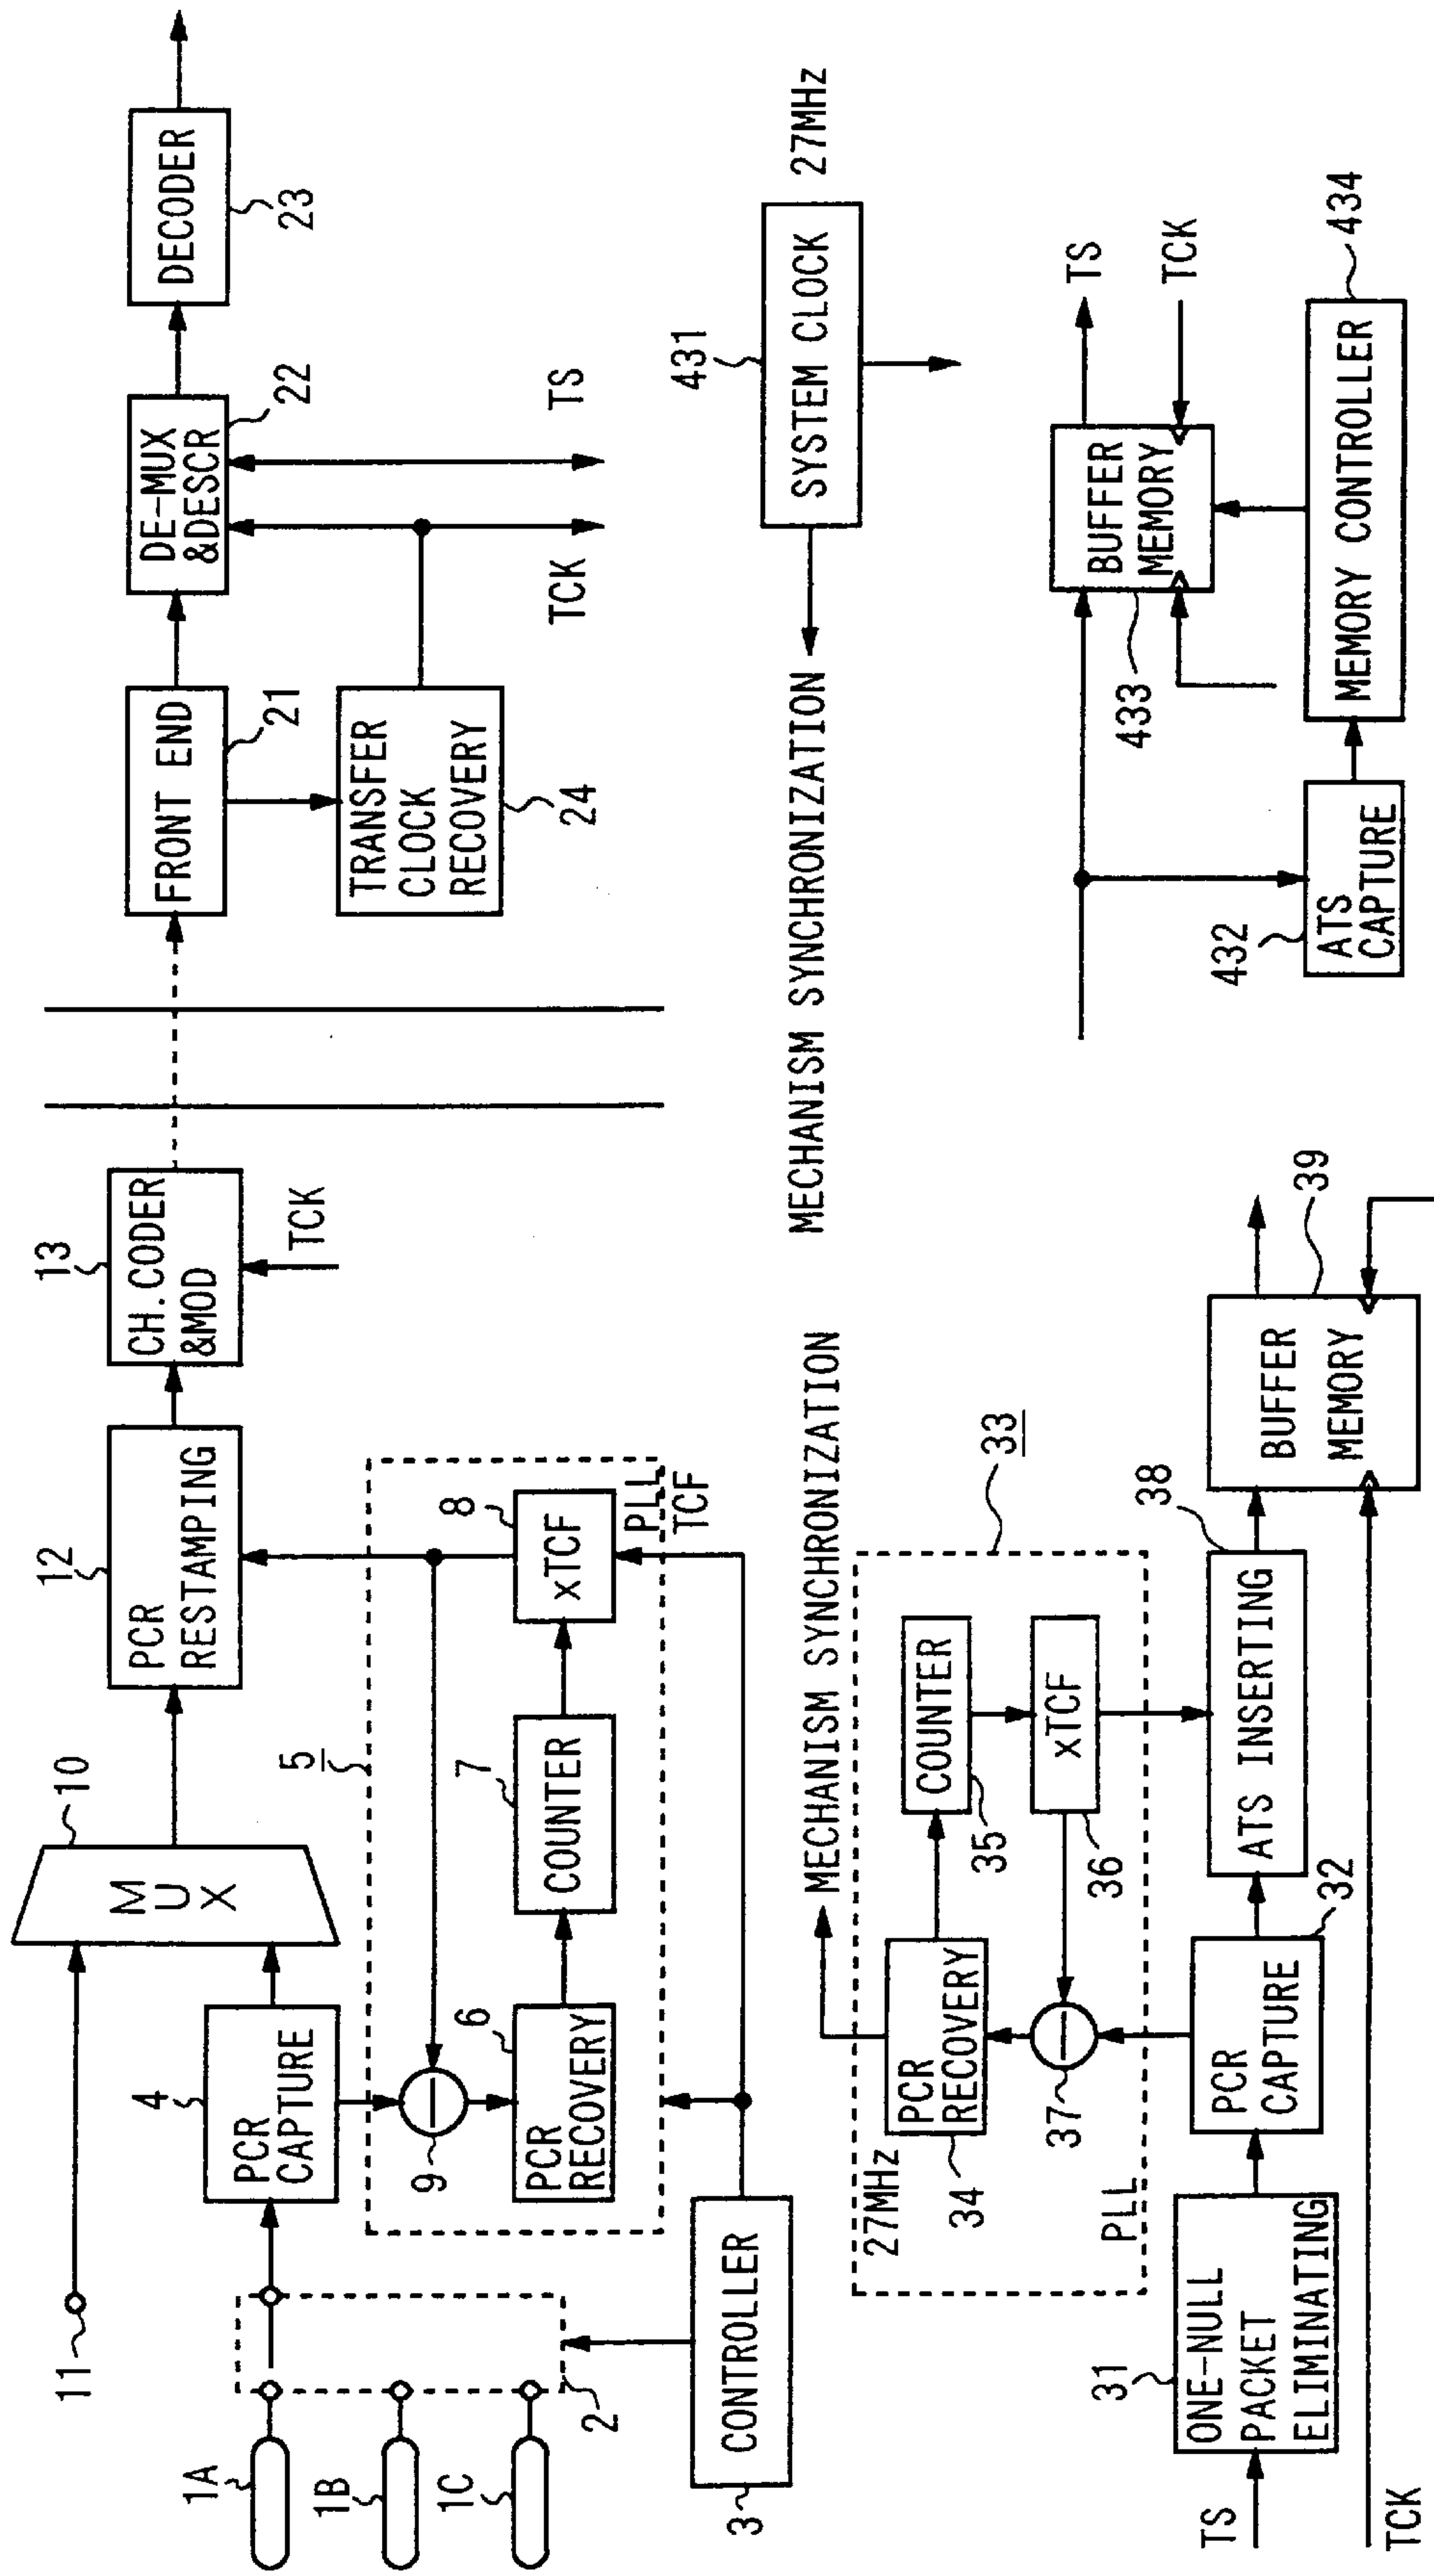 1A
1B
1C
2
CONTROLLER
3
11
4
PCR
CAPTURE
MUX
10
5
9
6
PCR
RECOVERY
7
COUNTER
8
xTCF
PLL
TCF
12
PCR
RESTAMPING
13
CH.CODER
&MOD
TCK
FRONT END
21
TRANSFER
CLOCK
RECOVERY
24
DE-MUX
&DESCR
22
TCK
TS
DECODER
23
TS
TCK
31
ONE-NULL
PACKET
ELIMINATING
PCR
CAPTURE
32
PLL
33
27MHz
34
PCR
RECOVERY
MECHANISM SYNCHRONIZATION
COUNTER
35
xTCF
36
37
ATS INSERTING
38
BUFFER
MEMORY
39
MECHANISM SYNCHRONIZATION
431
SYSTEM CLOCK
27MHz
432
ATS
CAPTURE
433
BUFFER
MEMORY
TS
TCK
MEMORY CONTROLLER
434